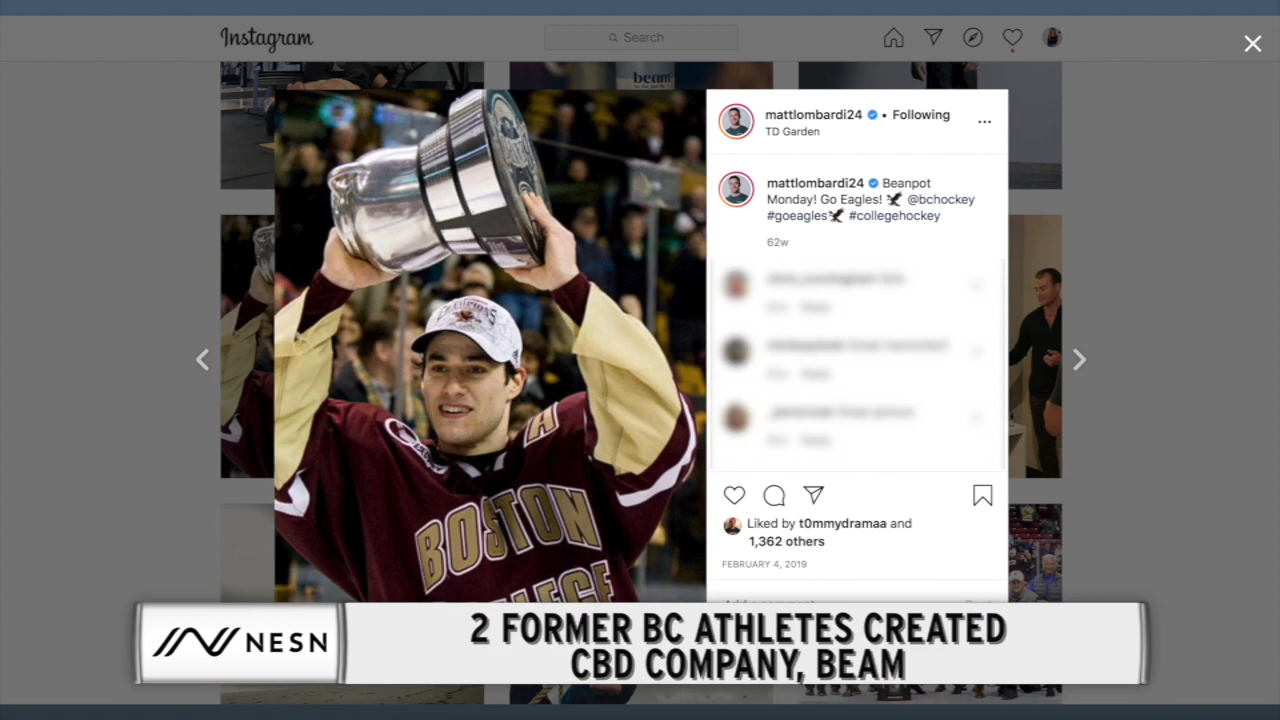 Instagram
Search
beam
mattlombardi24 • Following
TD Garden
mattlombardi24 Beanpot
Monday! Go Eagles! @bchockey
#goeagles #collegehockey
62w
Liked by t0mmydramaa and
1,362 others
FEBRUARY 4, 2019
BOSTON
COLLEGE
A
NESN
2 FORMER BC ATHLETES CREATED
CBD COMPANY, BEAM